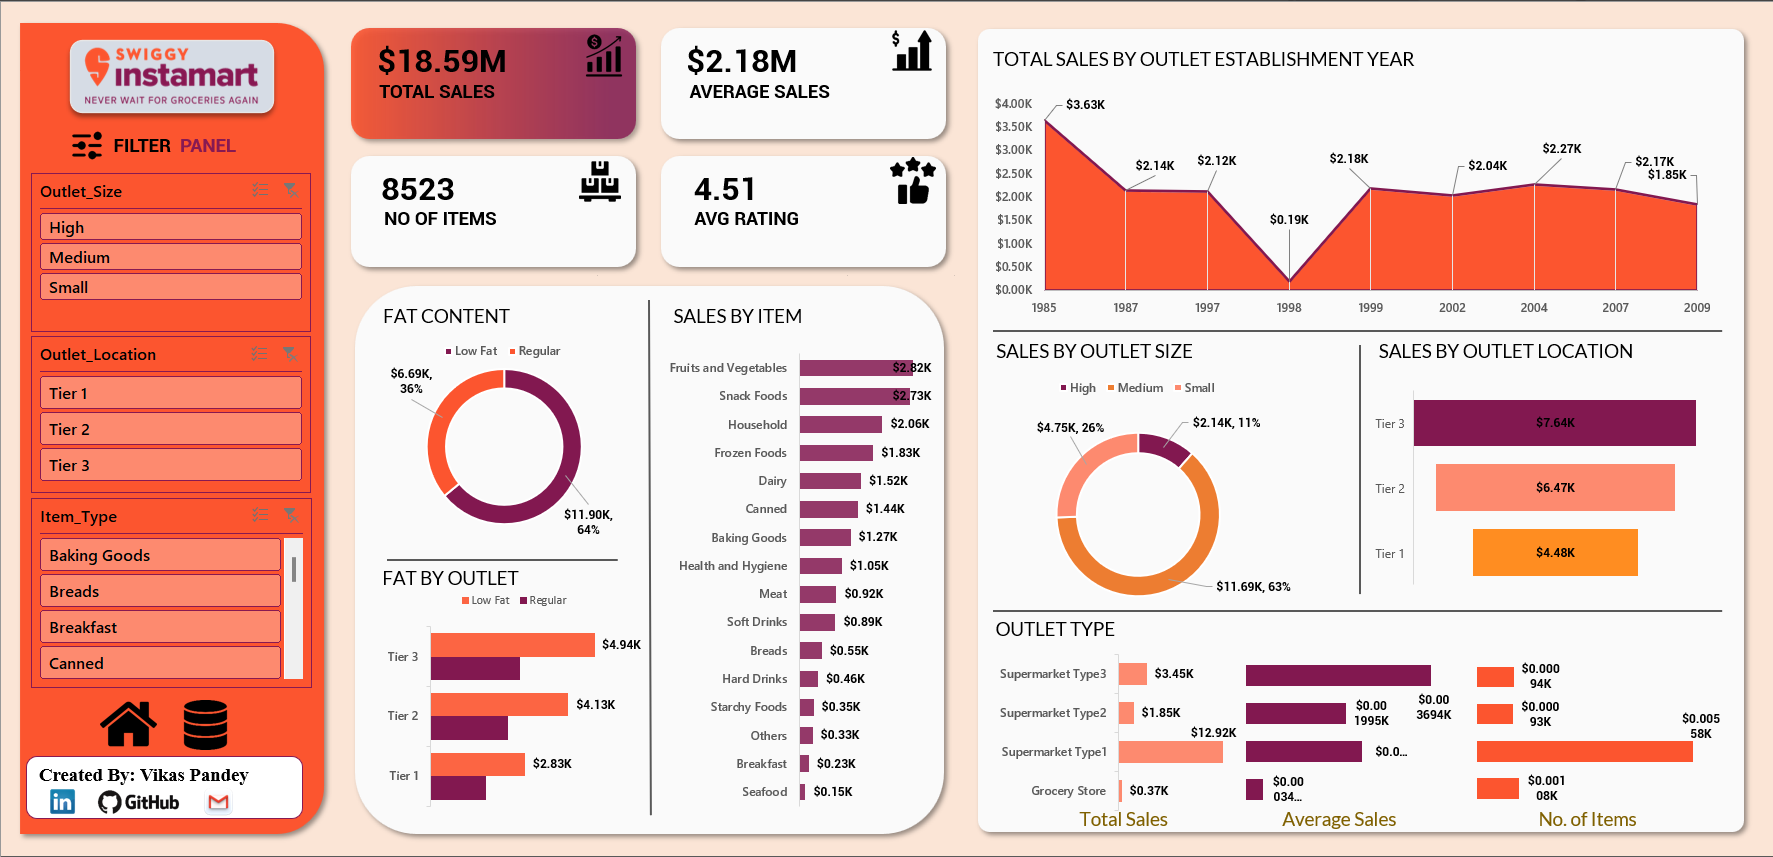 SWIGGY
instamart
NEVER WAIT FOR GROCERIES AGAIN
FILTER PANEL
Outlet_Size
High
Medium
Small
Outlet_Location
Tier 1
Tier 2
Tier 3
Item_Type
Baking Goods
Breads
Breakfast
Canned
Created By: Vikas Pandey
in
GitHub
$18.59M
TOTAL SALES
$
$2.18M
AVERAGE SALES
$
8523
NO OF ITEMS
4.51
AVG RATING
FAT CONTENT
Low Fat Regular
$6.69K,
36%
$11.90K,
64%
FAT BY OUTLET
Low Fat Regular
Tier 3 $4.94K
Tier 2 $4.13K
Tier 1 $2.83K
SALES BY ITEM
Fruits and Vegetables $2.82K
Snack Foods $2.73K
Household $2.06K
Frozen Foods $1.83K
Dairy $1.52K
Canned $1.44K
Baking Goods $1.27K
Health and Hygiene $1.05K
Meat $0.92K
Soft Drinks $0.89K
Breads $0.55K
Hard Drinks $0.46K
Starchy Foods $0.35K
Others $0.33K
Breakfast $0.23K
Seafood $0.15K
TOTAL SALES BY OUTLET ESTABLISHMENT YEAR
$4.00K
$3.50K
$3.00K
$2.50K
$2.00K
$1.50K
$1.00K
$0.50K
$0.00K
$3.63K
$2.14K
$2.12K
$0.19K
$2.18K
$2.04K
$2.27K
$2.17K
$1.85K
1985 1987 1997 1998 1999 2002 2004 2007 2009
SALES BY OUTLET SIZE
High Medium Small
$4.75K, 26%
$2.14K, 11%
$11.69K, 63%
SALES BY OUTLET LOCATION
Tier 3 $7.64K
Tier 2 $6.47K
Tier 1 $4.48K
OUTLET TYPE
Supermarket Type3 $3.45K
Supermarket Type2 $1.85K
Supermarket Type1 $12.92K
Grocery Store $0.37K
Total Sales
$0.00
3694K
$0.00
1995K
$0.0...
$0.00
034...
Average Sales
$0.000
94K
$0.000
93K
$0.005
58K
$0.001
08K
No. of Items